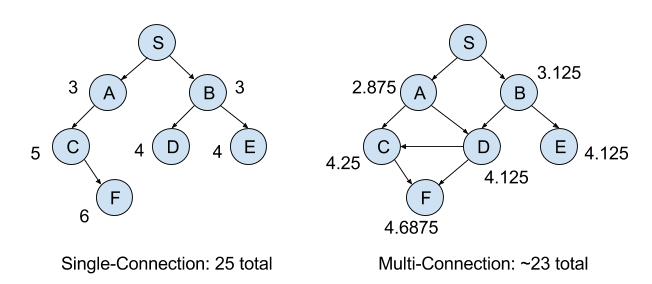 S
S
3 A B 3
2.875 A B 3.125
5 C 4 D 4 E
4.25 C D 4.125 E 4.125
6 F
F 4.6875
Single-Connection: 25 total
Multi-Connection: ~23 total